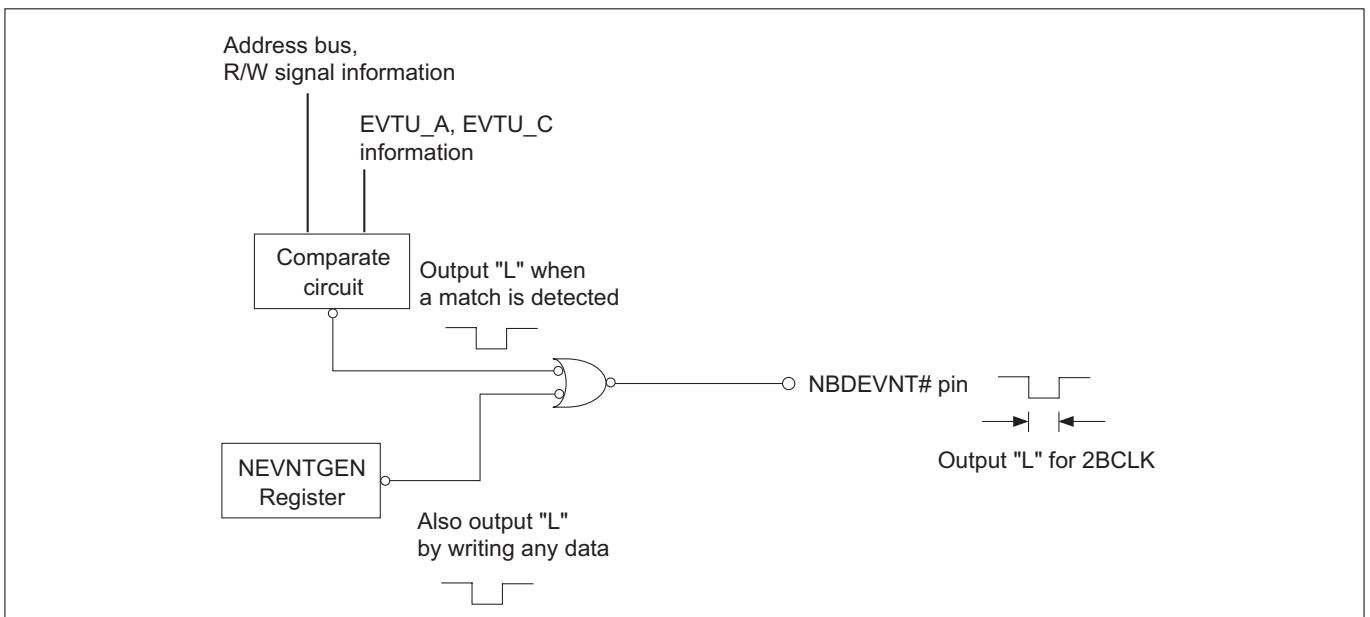 Address bus,
R/W signal information
EVTU_A, EVTU_C
information
Comparate
circuit
Output "L" when
a match is detected
NBDEVNT# pin
Output "L" for 2BCLK
NEVNTGEN
Register
Also output "L"
by writing any data